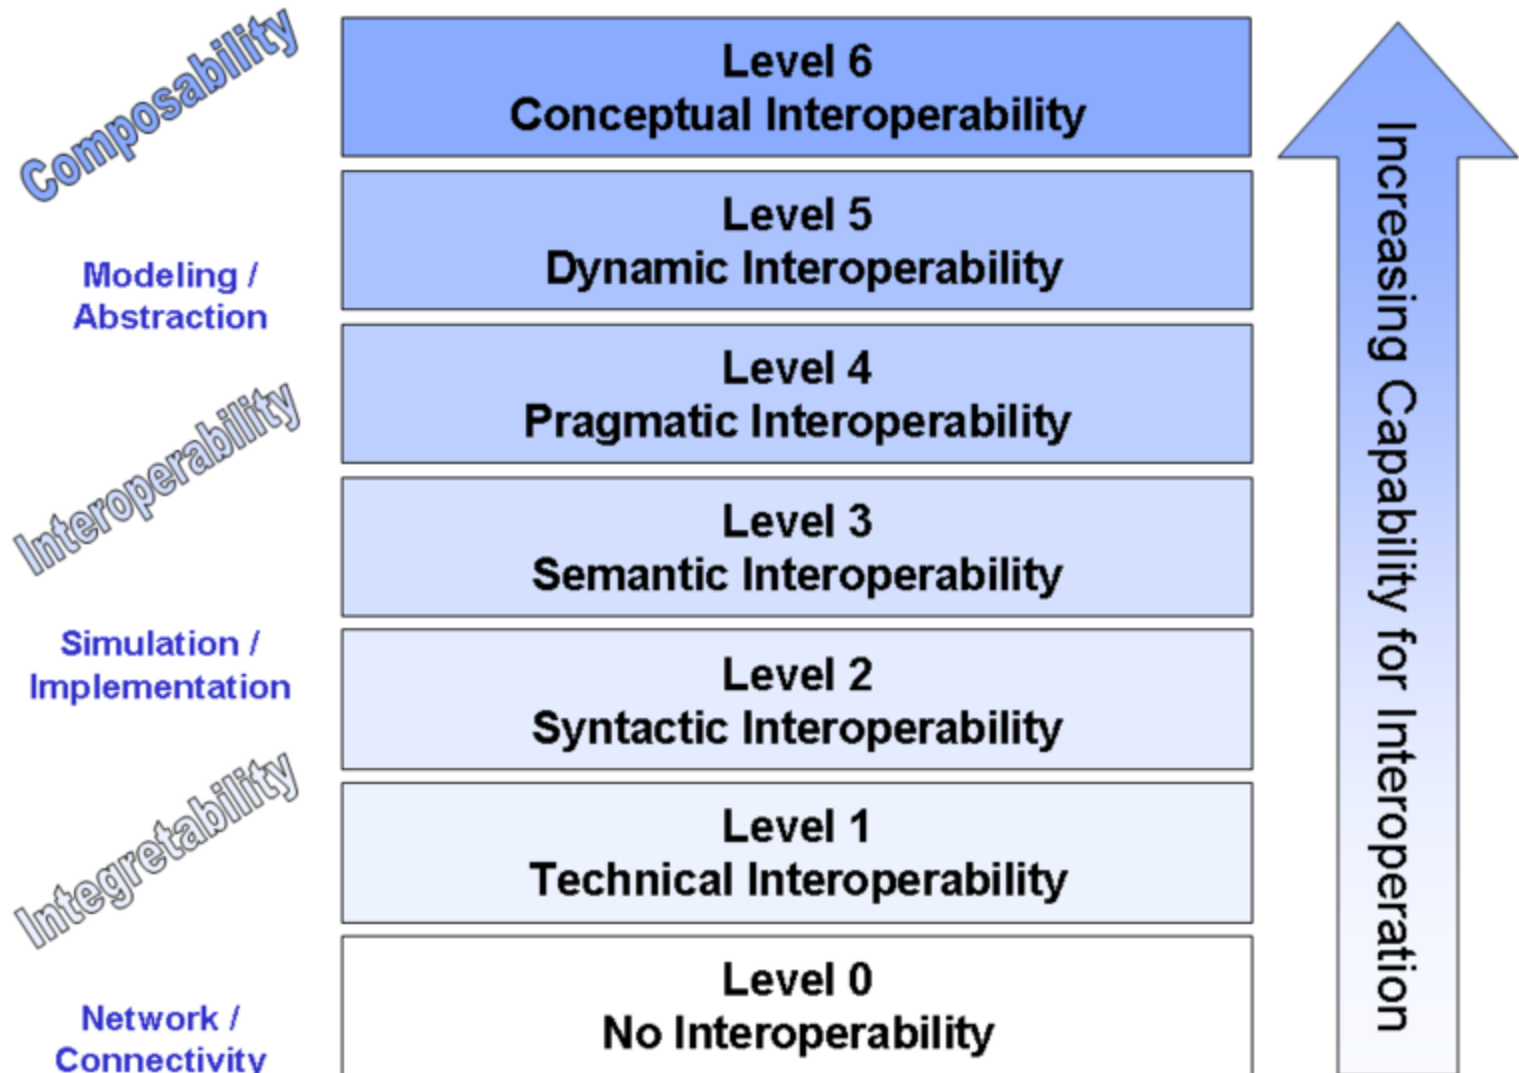 Composability
Modeling /
Abstraction
Interoperability
Simulation /
Implementation
Integretability
Network /
Connectivity
Level 6
Conceptual Interoperability
Level 5
Dynamic Interoperability
Level 4
Pragmatic Interoperability
Level 3
Semantic Interoperability
Level 2
Syntactic Interoperability
Level 1
Technical Interoperability
Level 0
No Interoperability
Increasing Capability for Interoperation